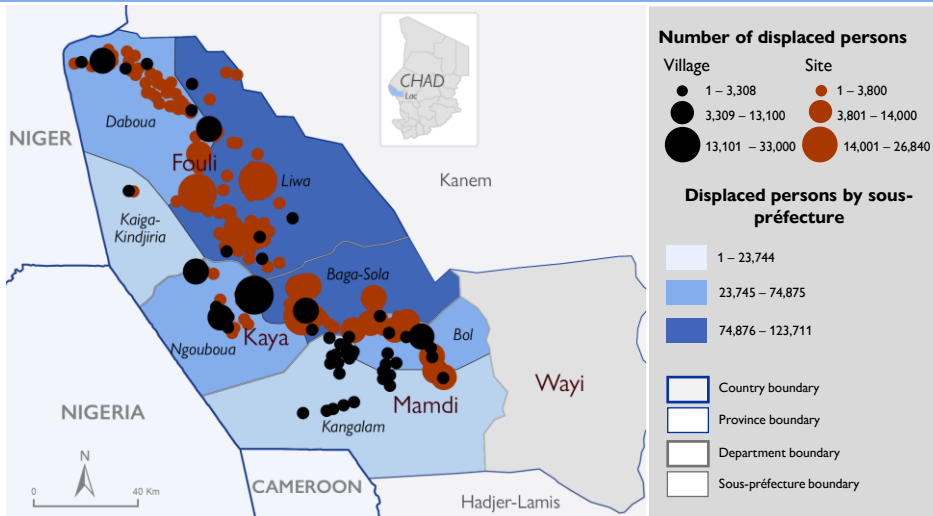 CHAD
Lac
NIGER
Daboua
Fouli
Liwa
Kanem
Kaiga-
Kindjiria
Baga-Sola
Kaya
Bol
Ngouboua
Wayi
NIGERIA
Mamdi
Kangalam
N
0 40 Km
CAMEROON
Hadjer-Lamis
Number of displaced persons
Village Site
1 – 3,308 1 – 3,800
3,309 – 13,100 3,801 – 14,000
13,101 – 33,000 14,001 – 26,840
Displaced persons by sous-
préfecture
1 – 23,744
23,745 – 74,875
74,876 – 123,711
Country boundary
Province boundary
Department boundary
Sous-préfecture boundary